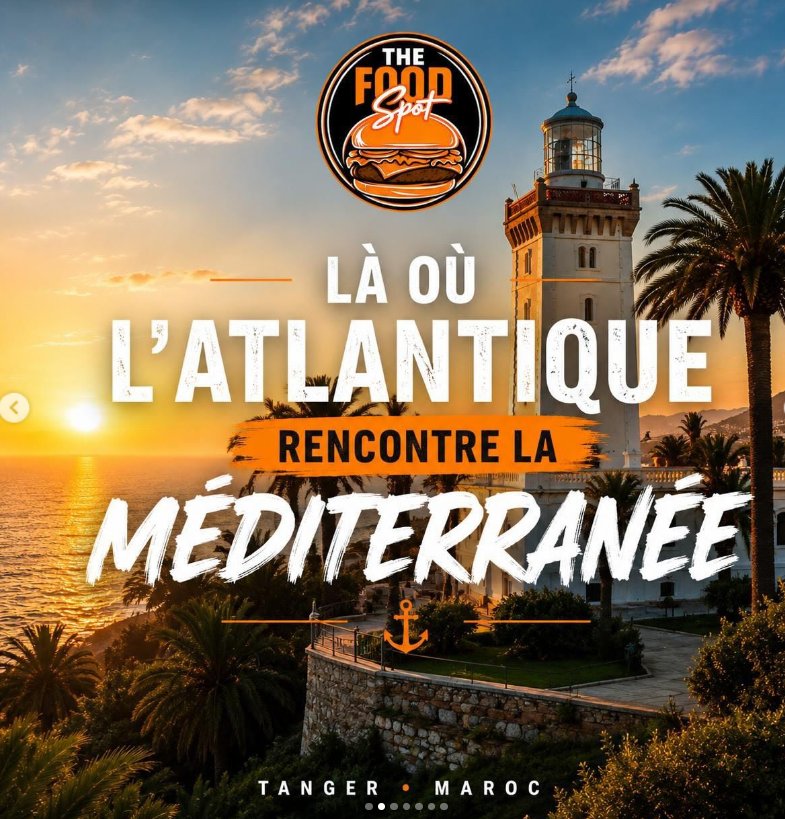 THE
FOOD
Spot
LÀ OÙ
L'ATLANTIQUE
RENCONTRE LA
MÉDITERRANÉE
TANGER • MAROC